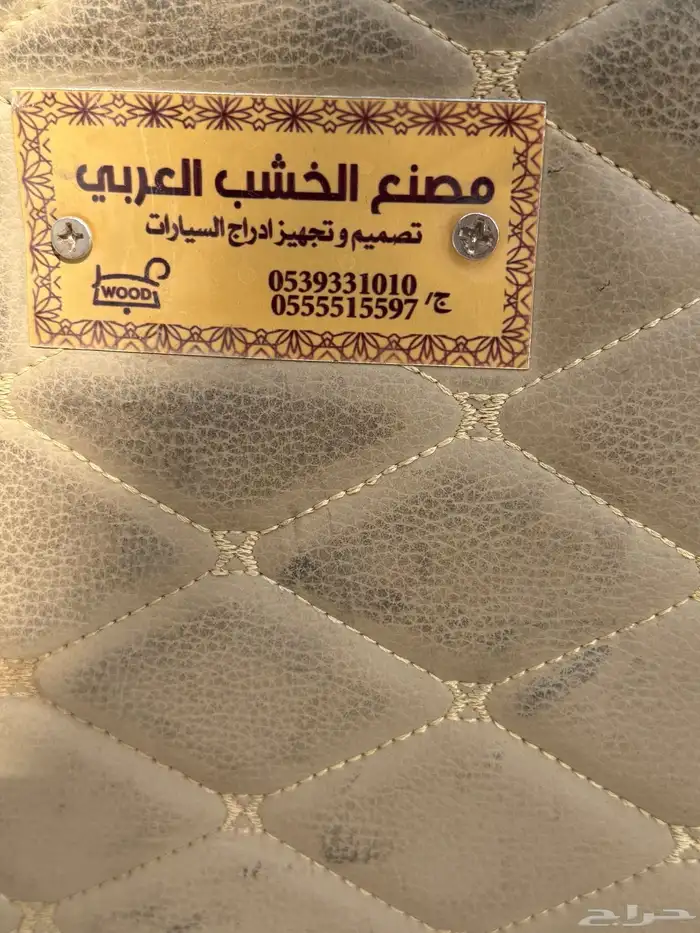 مصنع الخشب العربي
تصميم و تجهيز ادراج السيارات
ج/ 0539331010
0555515597
WOOD
حراج